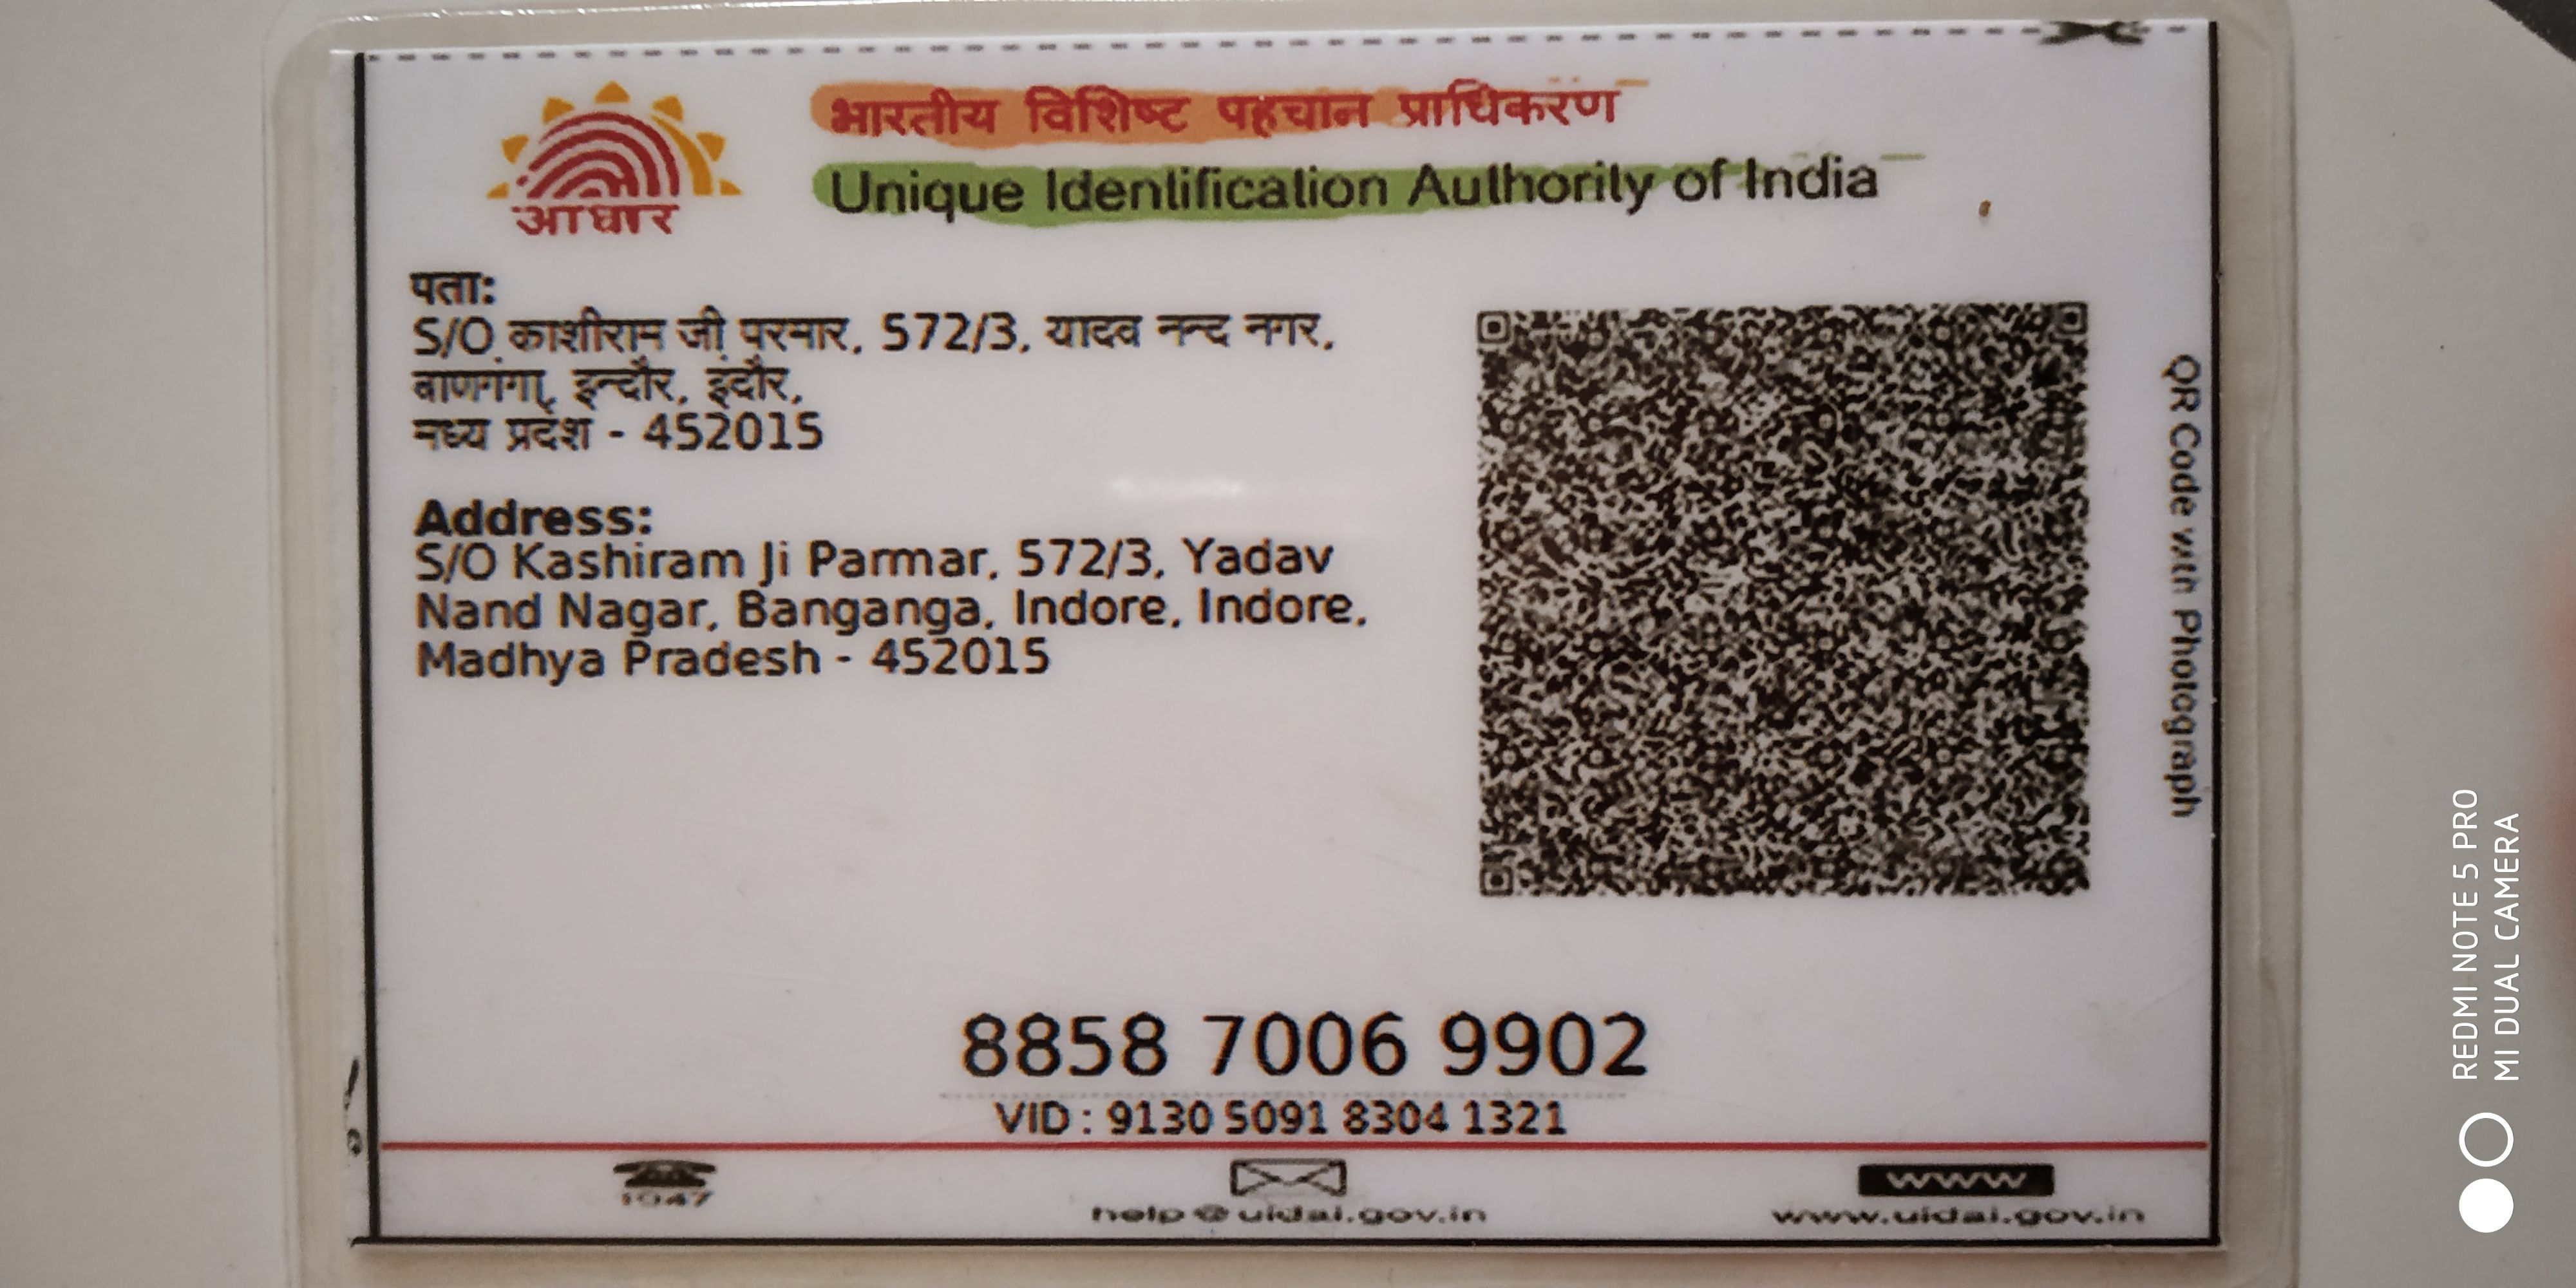 भारतीय विशिष्ट पहचान प्राधिकरण
Unique Identification Authority of India
आधार
पता:
S/O काशीराम जी परमार, 572/3, यादव नन्द नगर,
बाणगंगा, इन्दौर, इंदौर,
मध्य प्रदेश - 452015
Address:
S/O Kashiram Ji Parmar, 572/3, Yadav
Nand Nagar, Banganga, Indore, Indore,
Madhya Pradesh - 452015
QR Code with Photograph
8858 7006 9902
VID : 9130 5091 8304 1321
1947
help@uidai.gov.in
WWW
www.uidai.gov.in
REDMI NOTE 5 PRO
MI DUAL CAMERA